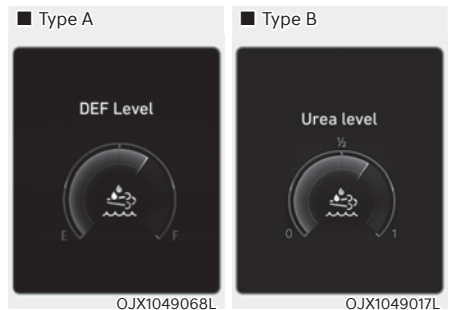 ■ Type A
DEF Level
E
F
OJX1049068L
■ Type B
Urea level
½
0
1
OJX1049017L